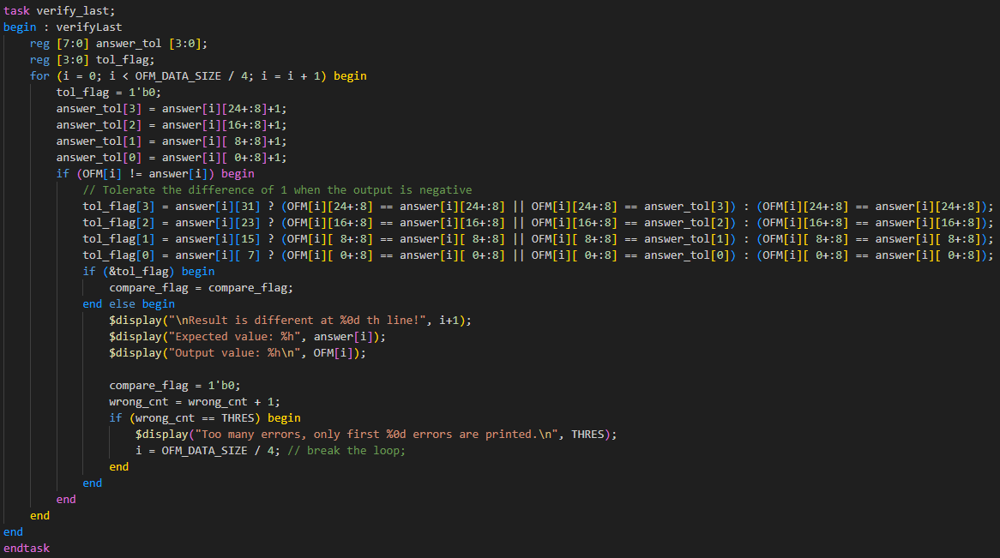 task verify_last;
begin : verifyLast
    reg [7:0] answer_tol [3:0];
    reg [3:0] tol_flag;
    for (i = 0; i < OFM_DATA_SIZE / 4; i = i + 1) begin
        tol_flag = 1'b0;
        answer_tol[3] = answer[i][24+:8]+1;
        answer_tol[2] = answer[i][16+:8]+1;
        answer_tol[1] = answer[i][ 8+:8]+1;
        answer_tol[0] = answer[i][ 0+:8]+1;
        if (OFM[i] != answer[i]) begin
            // Tolerate the difference of 1 when the output is negative
            tol_flag[3] = answer[i][31] ? (OFM[i][24+:8] == answer[i][24+:8] || OFM[i][24+:8] == answer_tol[3]) : (OFM[i][24+:8] == answer[i][24+:8]);
            tol_flag[2] = answer[i][23] ? (OFM[i][16+:8] == answer[i][16+:8] || OFM[i][16+:8] == answer_tol[2]) : (OFM[i][16+:8] == answer[i][16+:8]);
            tol_flag[1] = answer[i][15] ? (OFM[i][ 8+:8] == answer[i][ 8+:8] || OFM[i][ 8+:8] == answer_tol[1]) : (OFM[i][ 8+:8] == answer[i][ 8+:8]);
            tol_flag[0] = answer[i][ 7] ? (OFM[i][ 0+:8] == answer[i][ 0+:8] || OFM[i][ 0+:8] == answer_tol[0]) : (OFM[i][ 0+:8] == answer[i][ 0+:8]);
            if (&tol_flag) begin
                compare_flag = compare_flag;
            end else begin
                $display("\nResult is different at %0d th line!", i+1);
                $display("Expected value: %h", answer[i]);
                $display("Output value: %h\n", OFM[i]);

                compare_flag = 1'b0;
                wrong_cnt = wrong_cnt + 1;
                if (wrong_cnt == THRES) begin
                    $display("Too many errors, only first %0d errors are printed.\n", THRES);
                    i = OFM_DATA_SIZE / 4; // break the loop;
                end
            end
        end
    end
end
endtask